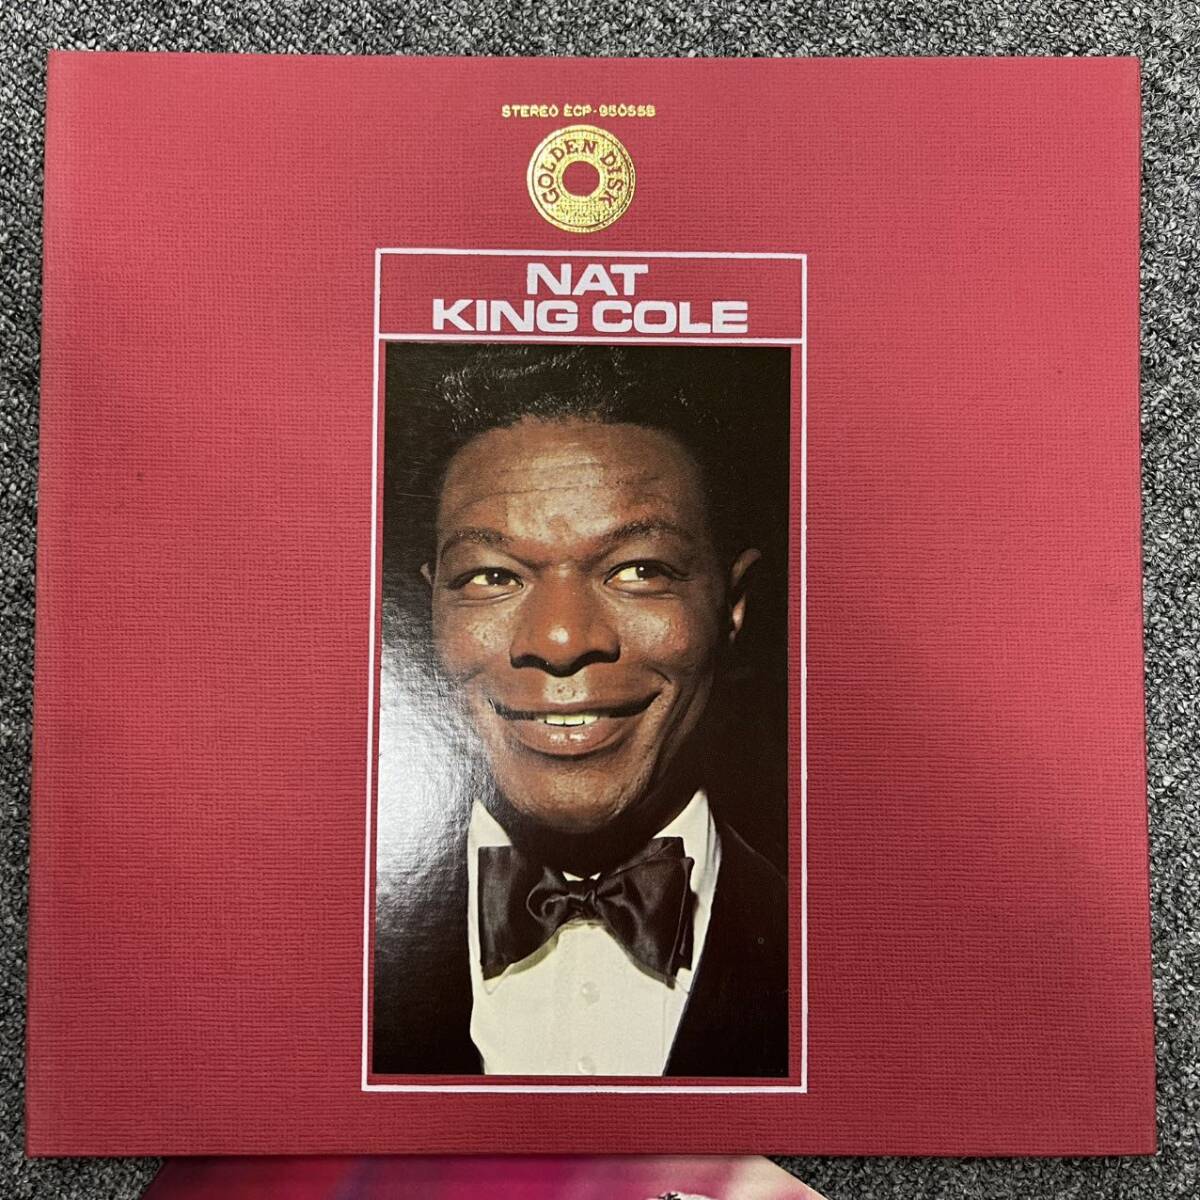 STEREO ECP-95055B
GOLDEN DISK
NAT
KING COLE